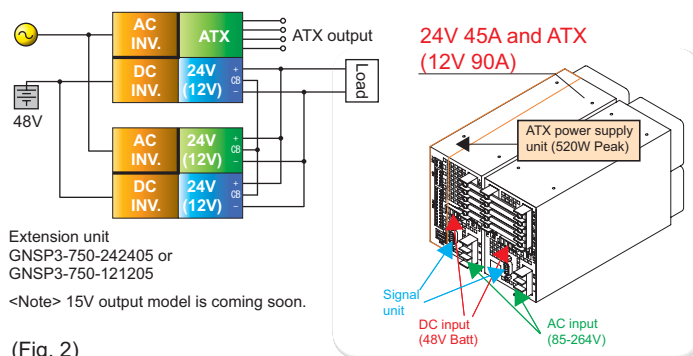 AC
INV.
ATX
ATX output
DC
INV.
24V
(12V)
+
CB
−
Load
48V
AC
INV.
24V
(12V)
+
CB
−
DC
INV.
24V
(12V)
+
CB
−
Extension unit
GNSP3-750-242405 or
GNSP3-750-121205
<Note> 15V output model is coming soon.
(Fig. 2)
24V 45A and ATX
(12V 90A)
ATX power supply
unit (520W Peak)
Signal
unit
DC input
(48V Batt)
AC input
(85-264V)